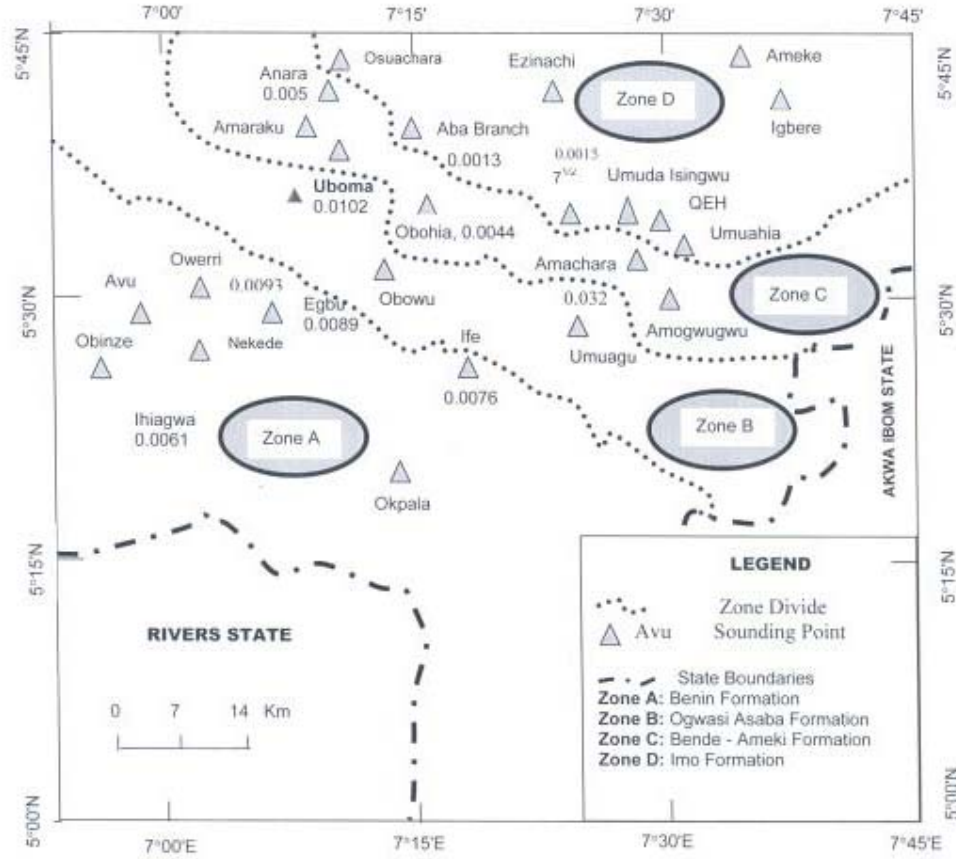 7°00'
7°15'
7°30'
7°45'
5°45'N
5°45'N
Osuachara
Ezinachi
Ameke
Anara
0.005
Zone D
Igbere
Amaraku
Aba Branch
0.0013
0.0013
7½
Uboma
0.0102
Umuda Isingwu
QEH
Umuahia
Obohia, 0.0044
Amachara
0.032
Owerri
0.0093
Obowu
Zone C
Avu
Egbu
0.0089
5°30'N
5°30'N
Amogwugwu
Obinze
Nekede
Ife
0.0076
Umuagu
Ihiagwa
0.0061
Zone A
Zone B
AKWA IBOM STATE
Okpala
5°15'N
5°15'N
RIVERS STATE
0 7 14 Km
LEGEND
Zone Divide
Avu Sounding Point
State Boundaries
Zone A: Benin Formation
Zone B: Ogwasi Asaba Formation
Zone C: Bende - Ameki Formation
Zone D: Imo Formation
5°00'N
5°00'N
7°00'E
7°15'E
7°30'E
7°45'E